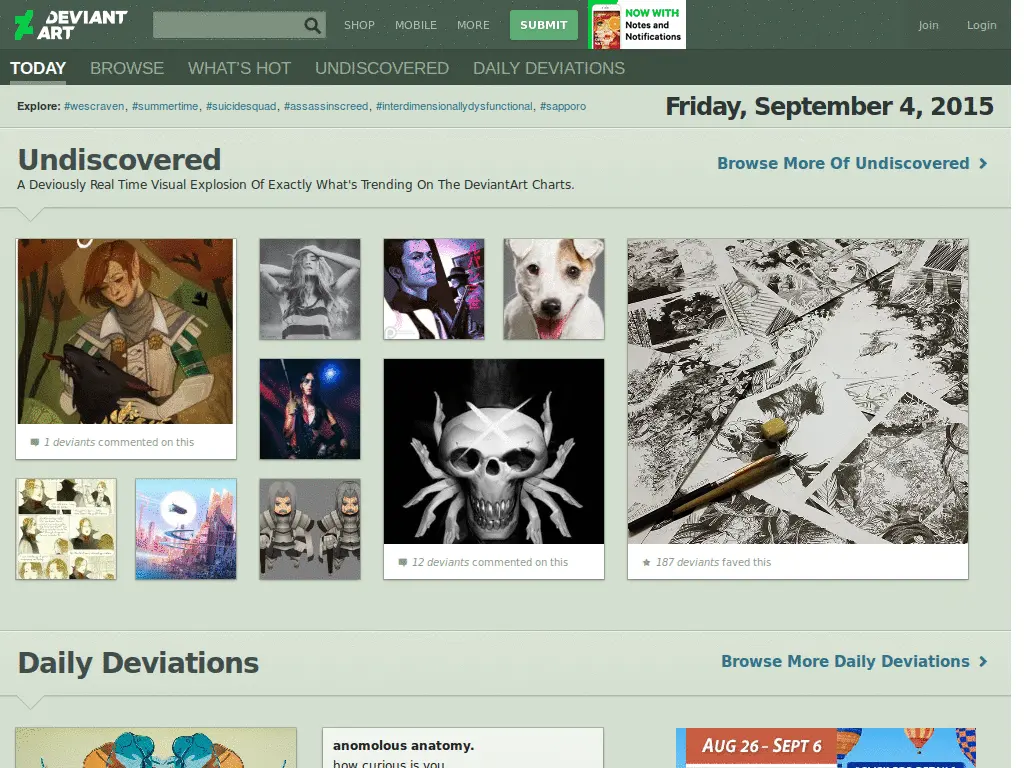 DEVIANT
ART
SHOP
MOBILE
MORE
SUBMIT
NOW WITH
Notes and
Notifications
Join
Login
TODAY
BROWSE
WHAT'S HOT
UNDISCOVERED
DAILY DEVIATIONS
Explore: #wescraven, #summertime, #suicidesquad, #assassinscreed, #interdimensionallydysfunctional, #sapporo
Friday, September 4, 2015
Undiscovered
Browse More Of Undiscovered
A Deviously Real Time Visual Explosion Of Exactly What's Trending On The DeviantArt Charts.
1 deviants commented on this
12 deviants commented on this
187 deviants faved this
Daily Deviations
Browse More Daily Deviations
anomolous anatomy.
how curious is you
AUG 26 – SEPT 6